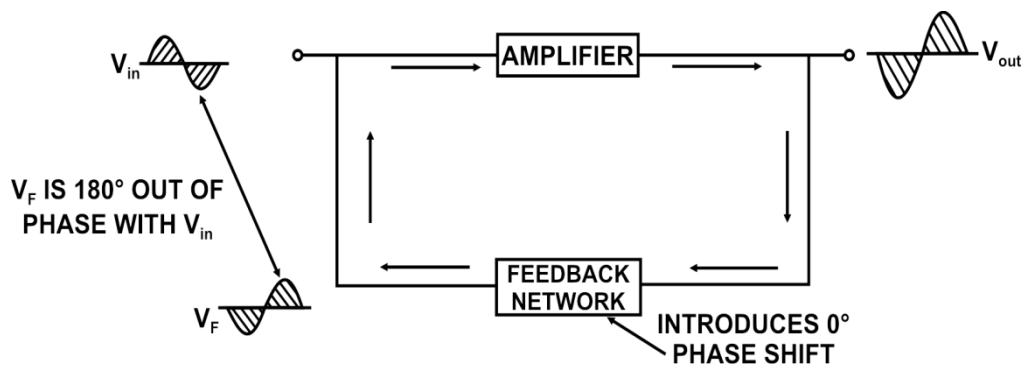 AMPLIFIER
V_in
V_out
V_F IS 180° OUT OF
PHASE WITH V_in
FEEDBACK
NETWORK
V_F
INTRODUCES 0°
PHASE SHIFT